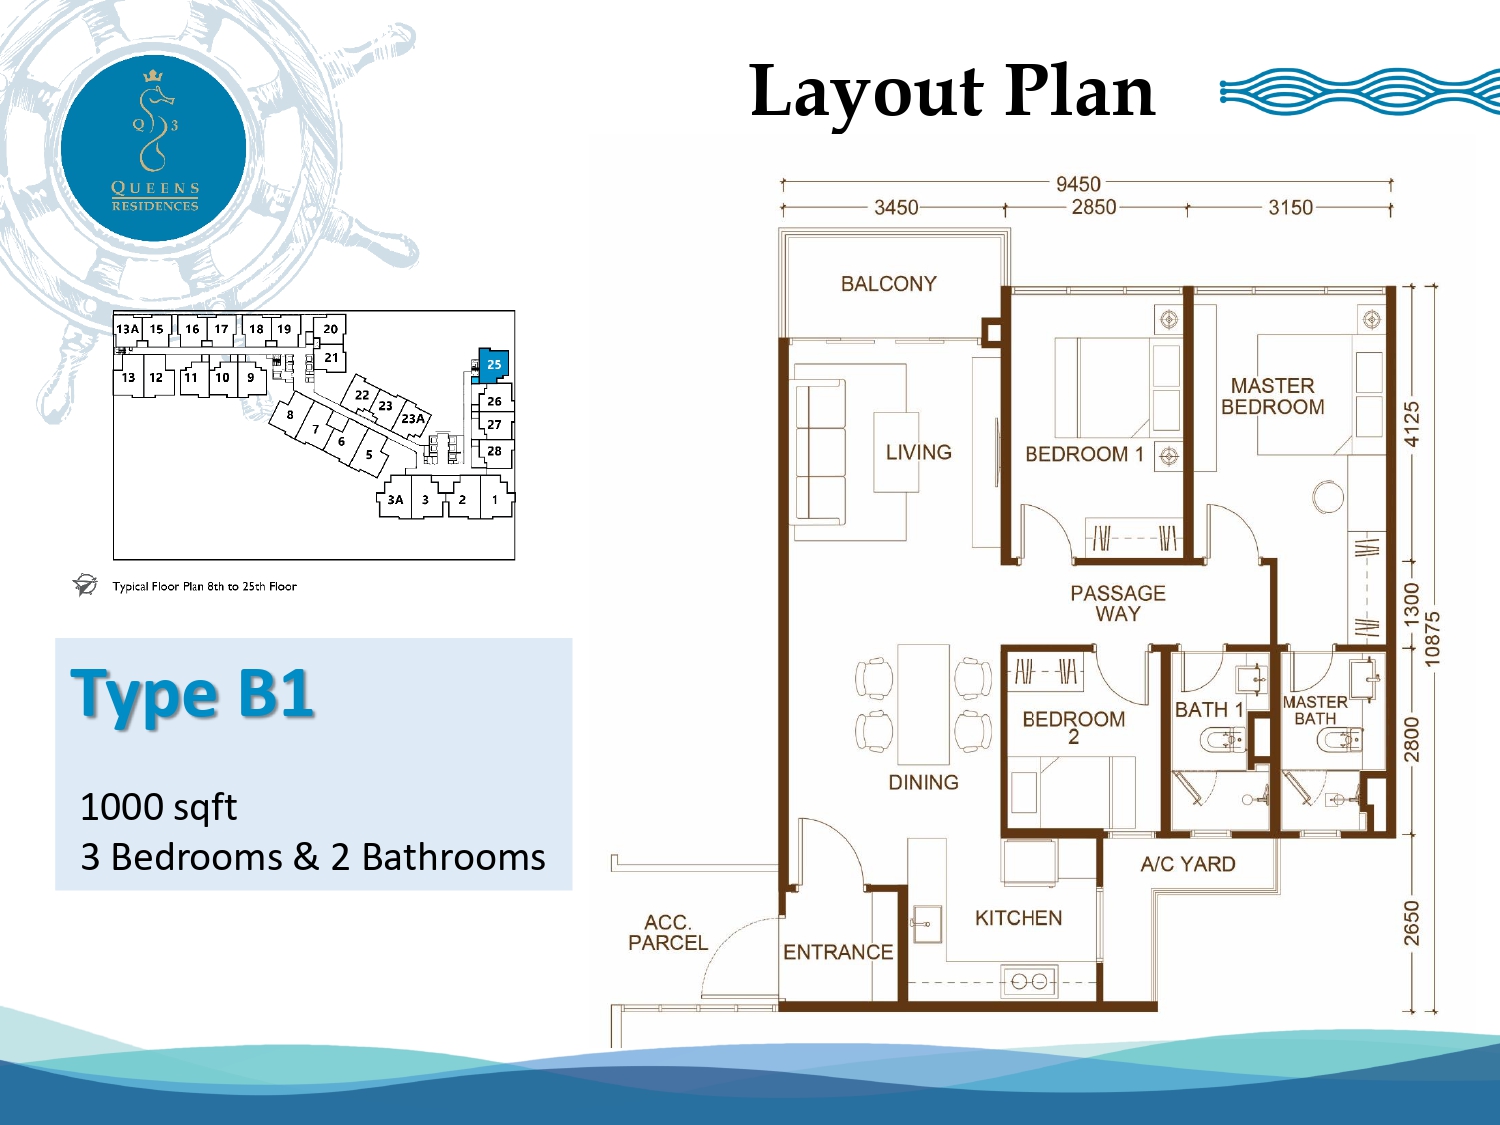 Layout Plan
Q 3
QUEENS
RESIDENCES
9450
3450 2850 3150
BALCONY
LIVING
BEDROOM 1
MASTER
BEDROOM
4125
PASSAGE
WAY
1300
10875
BEDROOM
2
BATH 1
MASTER
BATH
2800
DINING
A/C YARD
KITCHEN
ACC.
PARCEL
ENTRANCE
2650
13A 15 16 17 18 19 20
21
13 12 11 10 9
25
22 23 23A
26
8 7 6 5
27
28
3A 3 2 1
Typical Floor Plan 8th to 25th Floor
Type B1
1000 sqft
3 Bedrooms & 2 Bathrooms